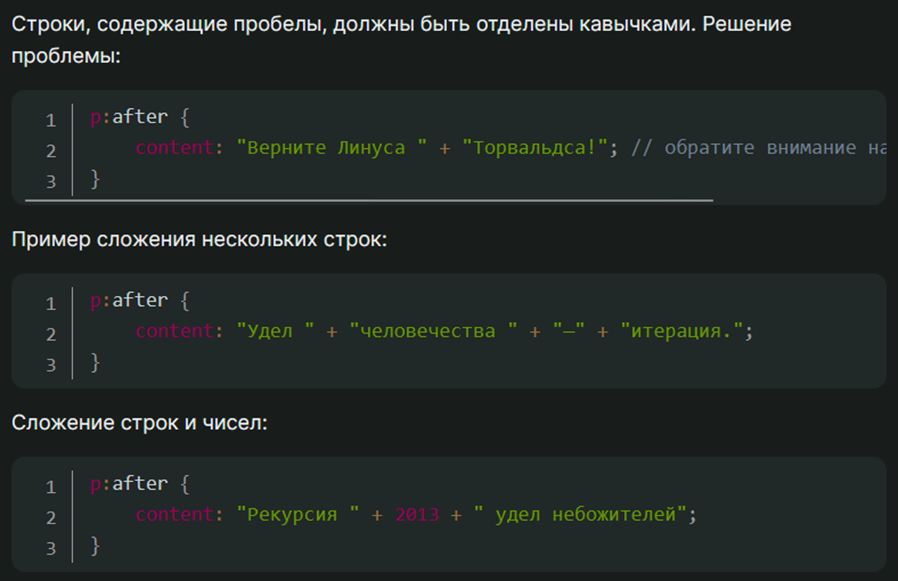 Строки, содержащие пробелы, должны быть отделены кавычками. Решение
проблемы:
1 p:after {
2 content: "Верните Линуса " + "Торвальдса!"; // обратите внимание на
3 }
Пример сложения нескольких строк:
1 p:after {
2 content: "Удел " + "человечества " + "—" + "итерация.";
3 }
Сложение строк и чисел:
1 p:after {
2 content: "Рекурсия " + 2013 + " удел небожителей";
3 }